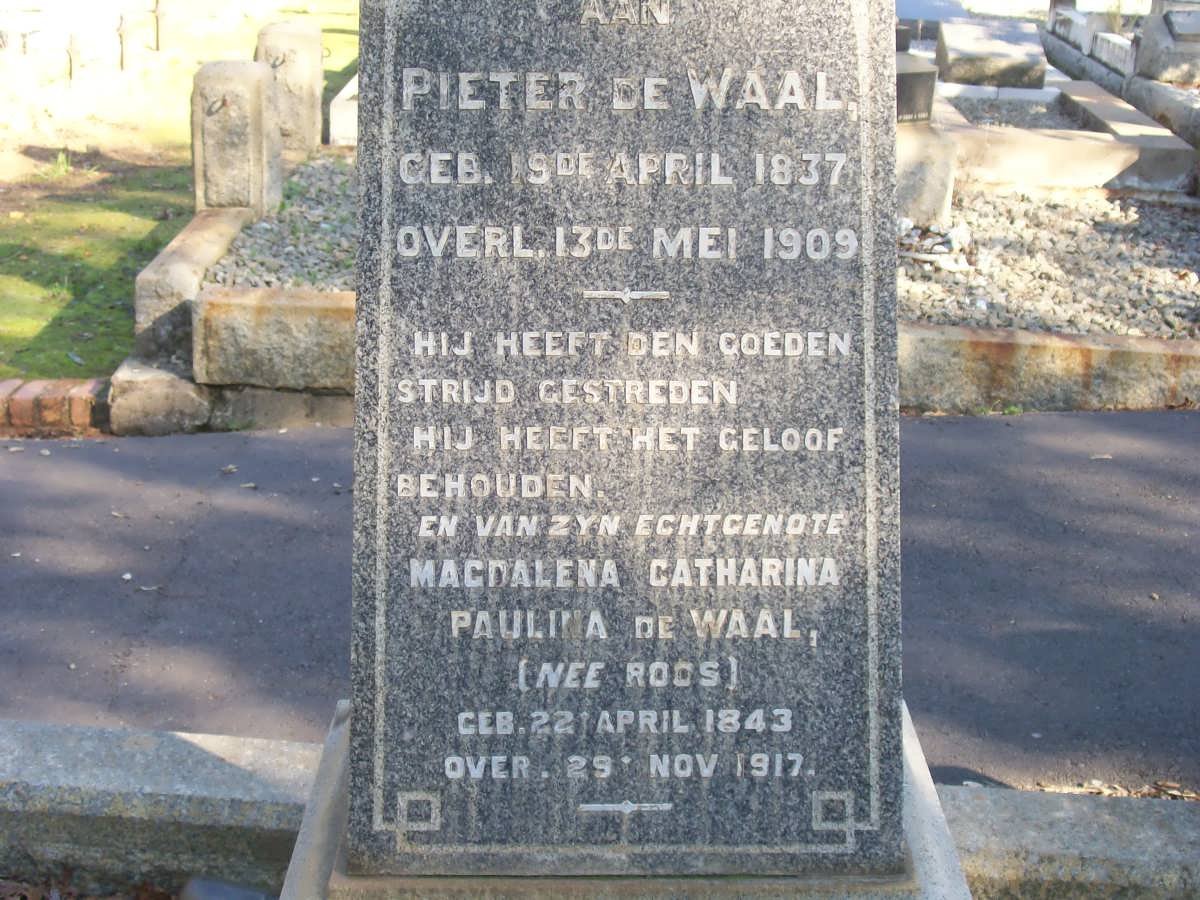 AAN
PIETER DE WAAL,
GEB. 19DE APRIL 1837
OVERL. 13DE MEI 1909
HIJ HEEFT DEN GOEDEN
STRIJD GESTREDEN
HIJ HEEFT HET GELOOF
BEHOUDEN.
EN VAN ZYN ECHTGENOTE
MAGDALENA CATHARINA
PAULINA DE WAAL,
(NEE ROOS)
GEB. 22 APRIL 1843
OVER. 29 NOV 1917.